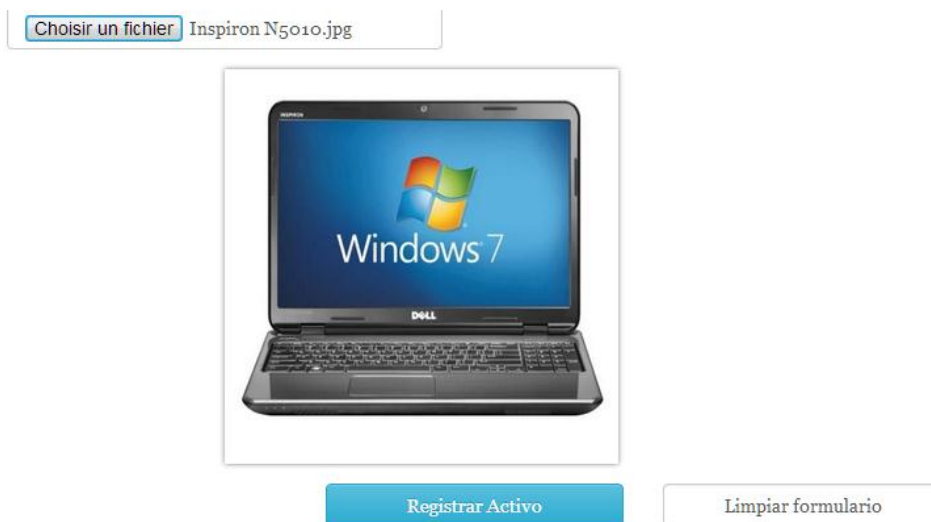 Choisir un fichier Inspiron N5010.jpg
INSPIRON
Windows 7
DELL
Registrar Activo Limpiar formulario